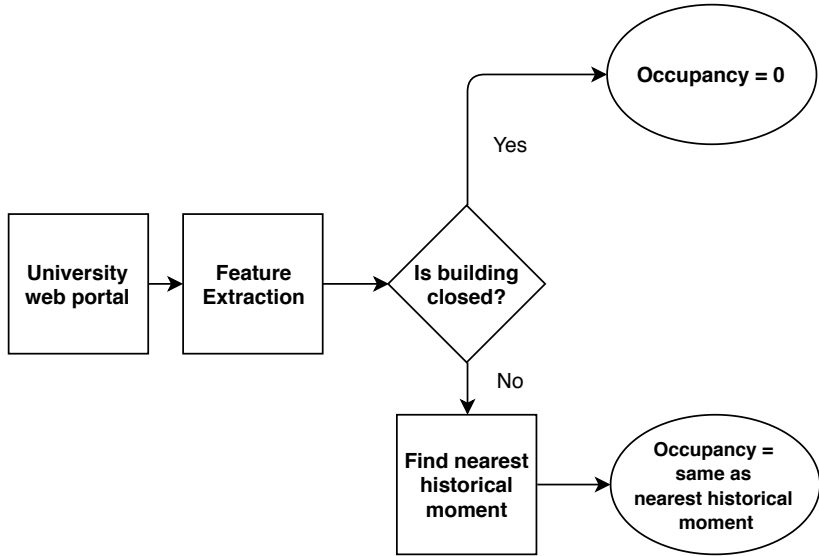 Occupancy = 0
Yes
University
web portal
Feature
Extraction
Is building
closed?
No
Find nearest
historical
moment
Occupancy =
same as
nearest historical
moment